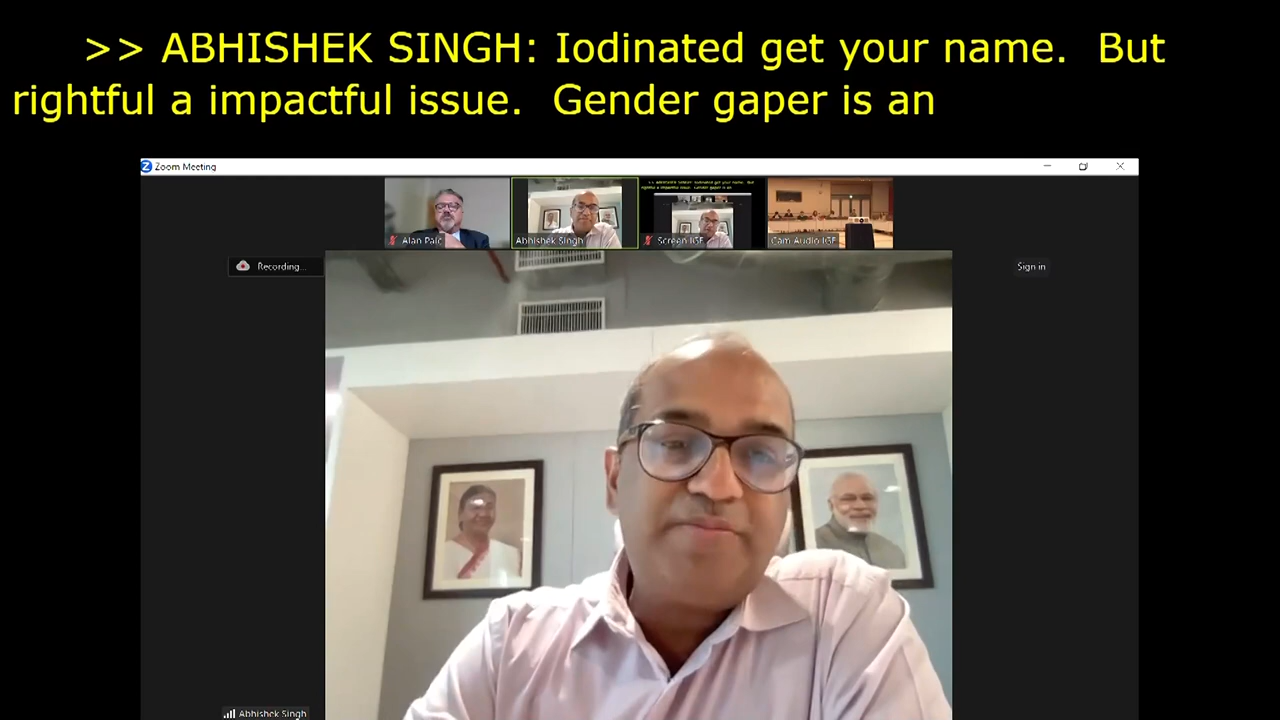 >> ABHISHEK SINGH: Iodinated get your name. But
rightful a impactful issue. Gender gaper is an
Zoom Meeting
Alan Paic
Abhishek Singh
Screen IGF
Cam-Audio-IGF
Recording...
Sign in
Abhishek Singh